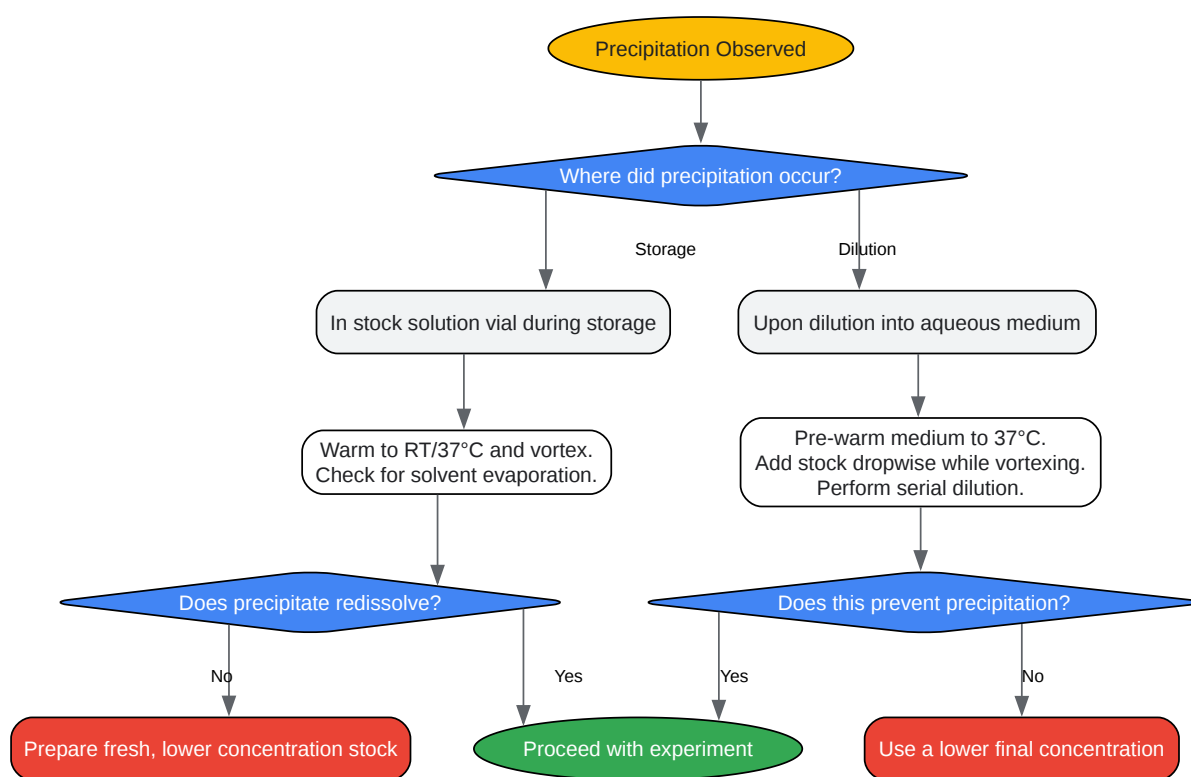 Precipitation Observed
Where did precipitation occur?
Storage
Dilution
In stock solution vial during storage
Upon dilution into aqueous medium
Warm to RT/37°C and vortex.
Check for solvent evaporation.
Pre-warm medium to 37°C.
Add stock dropwise while vortexing.
Perform serial dilution.
Does precipitate redissolve?
Does this prevent precipitation?
No
Yes
Yes
No
Prepare fresh, lower concentration stock
Proceed with experiment
Use a lower final concentration